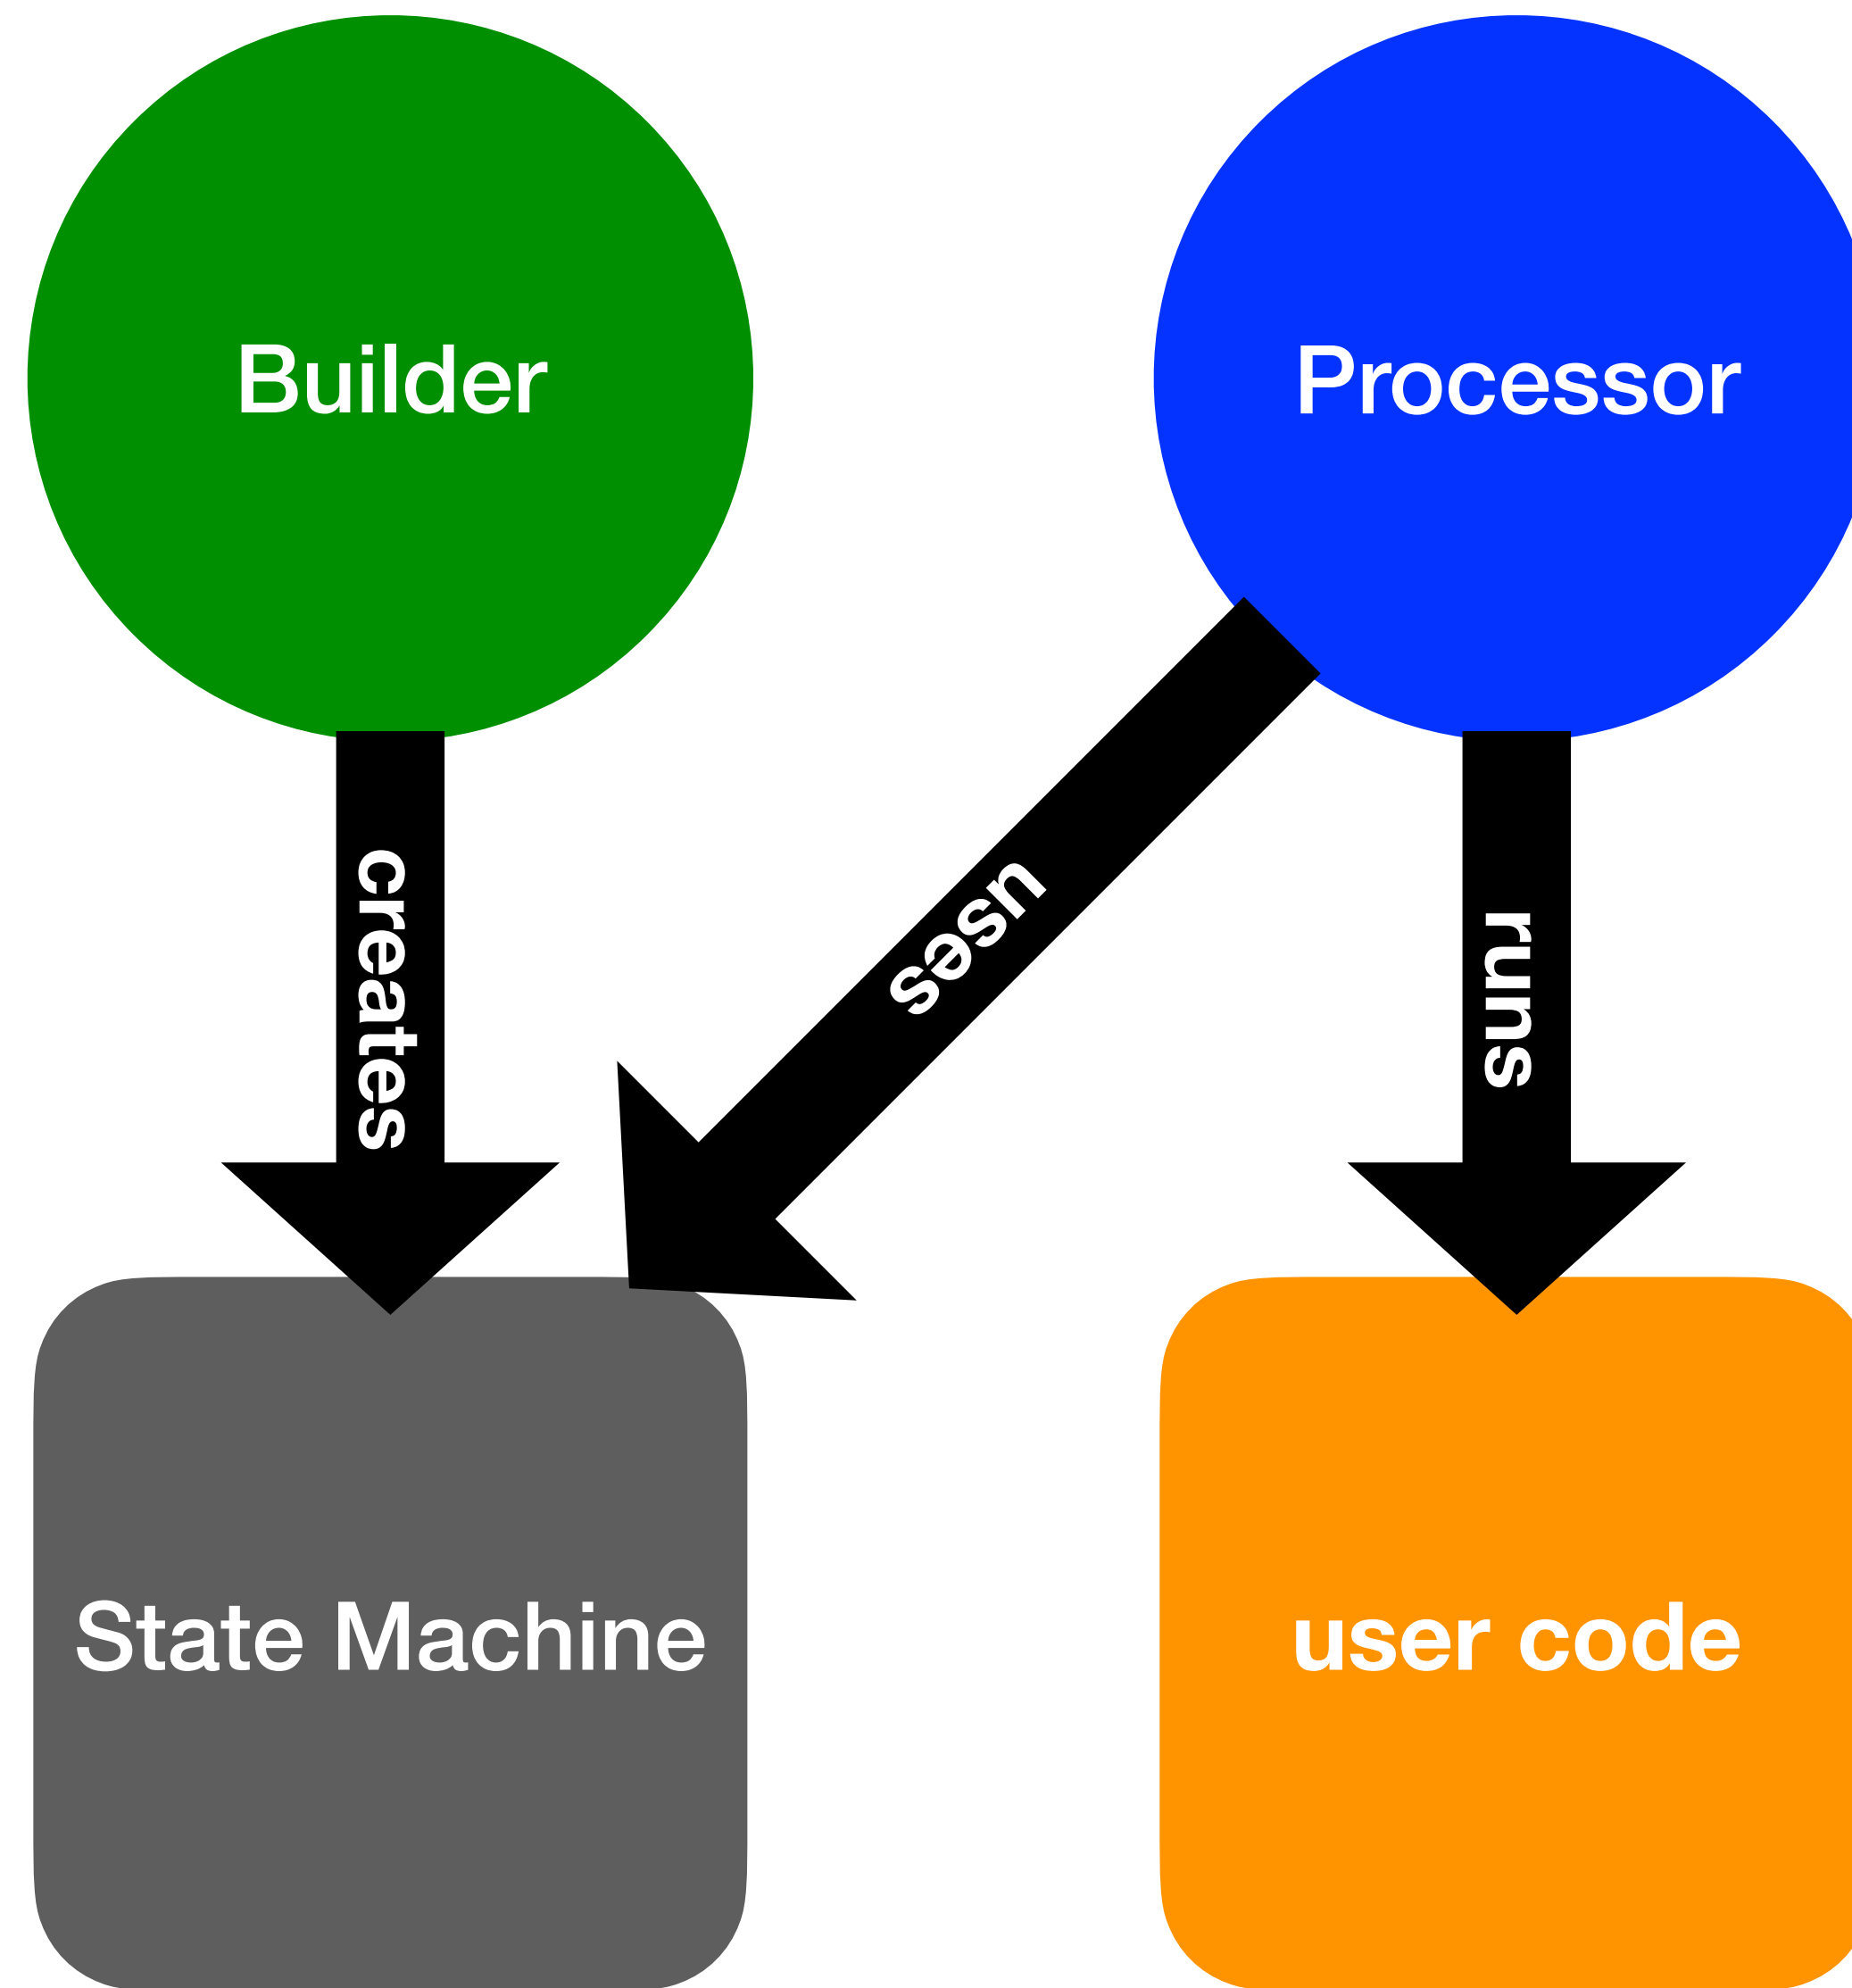 Builder
Processor
creates
uses
runs
State Machine
user code